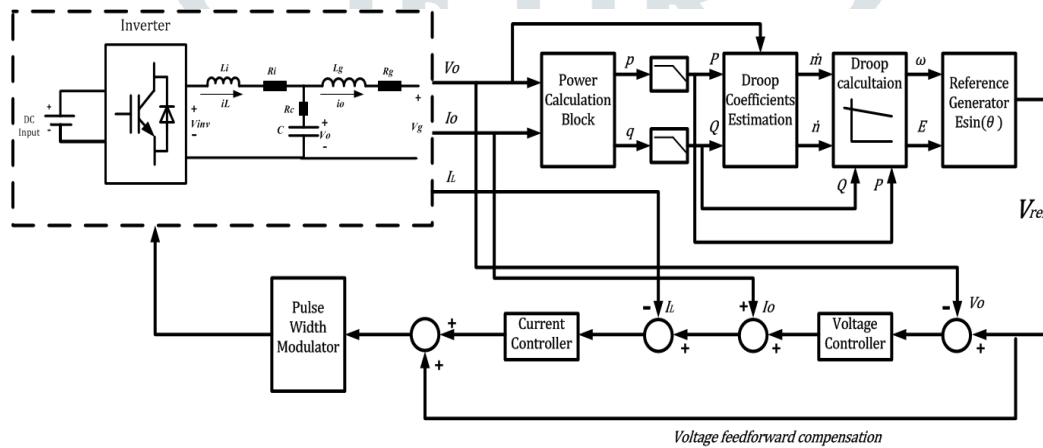 Inverter
DC
Input
+
-
Li
iL
Ri
Lg
io
Rg
+
Vinv
-
Rc
C
+
Vo
-
+
Vg
-
Vo
Io
IL
Power
Calculation
Block
p
q
P
Q
Droop
Coefficients
Estimation
ṁ
ṅ
Droop
calcultaion
Q
P
ω
E
Reference
Generator
Esin(θ)
Vre
Pulse
Width
Modulator
+
+
Current
Controller
-
IL
+
+
Io
+
Voltage
Controller
-
Vo
+
Voltage feedforward compensation